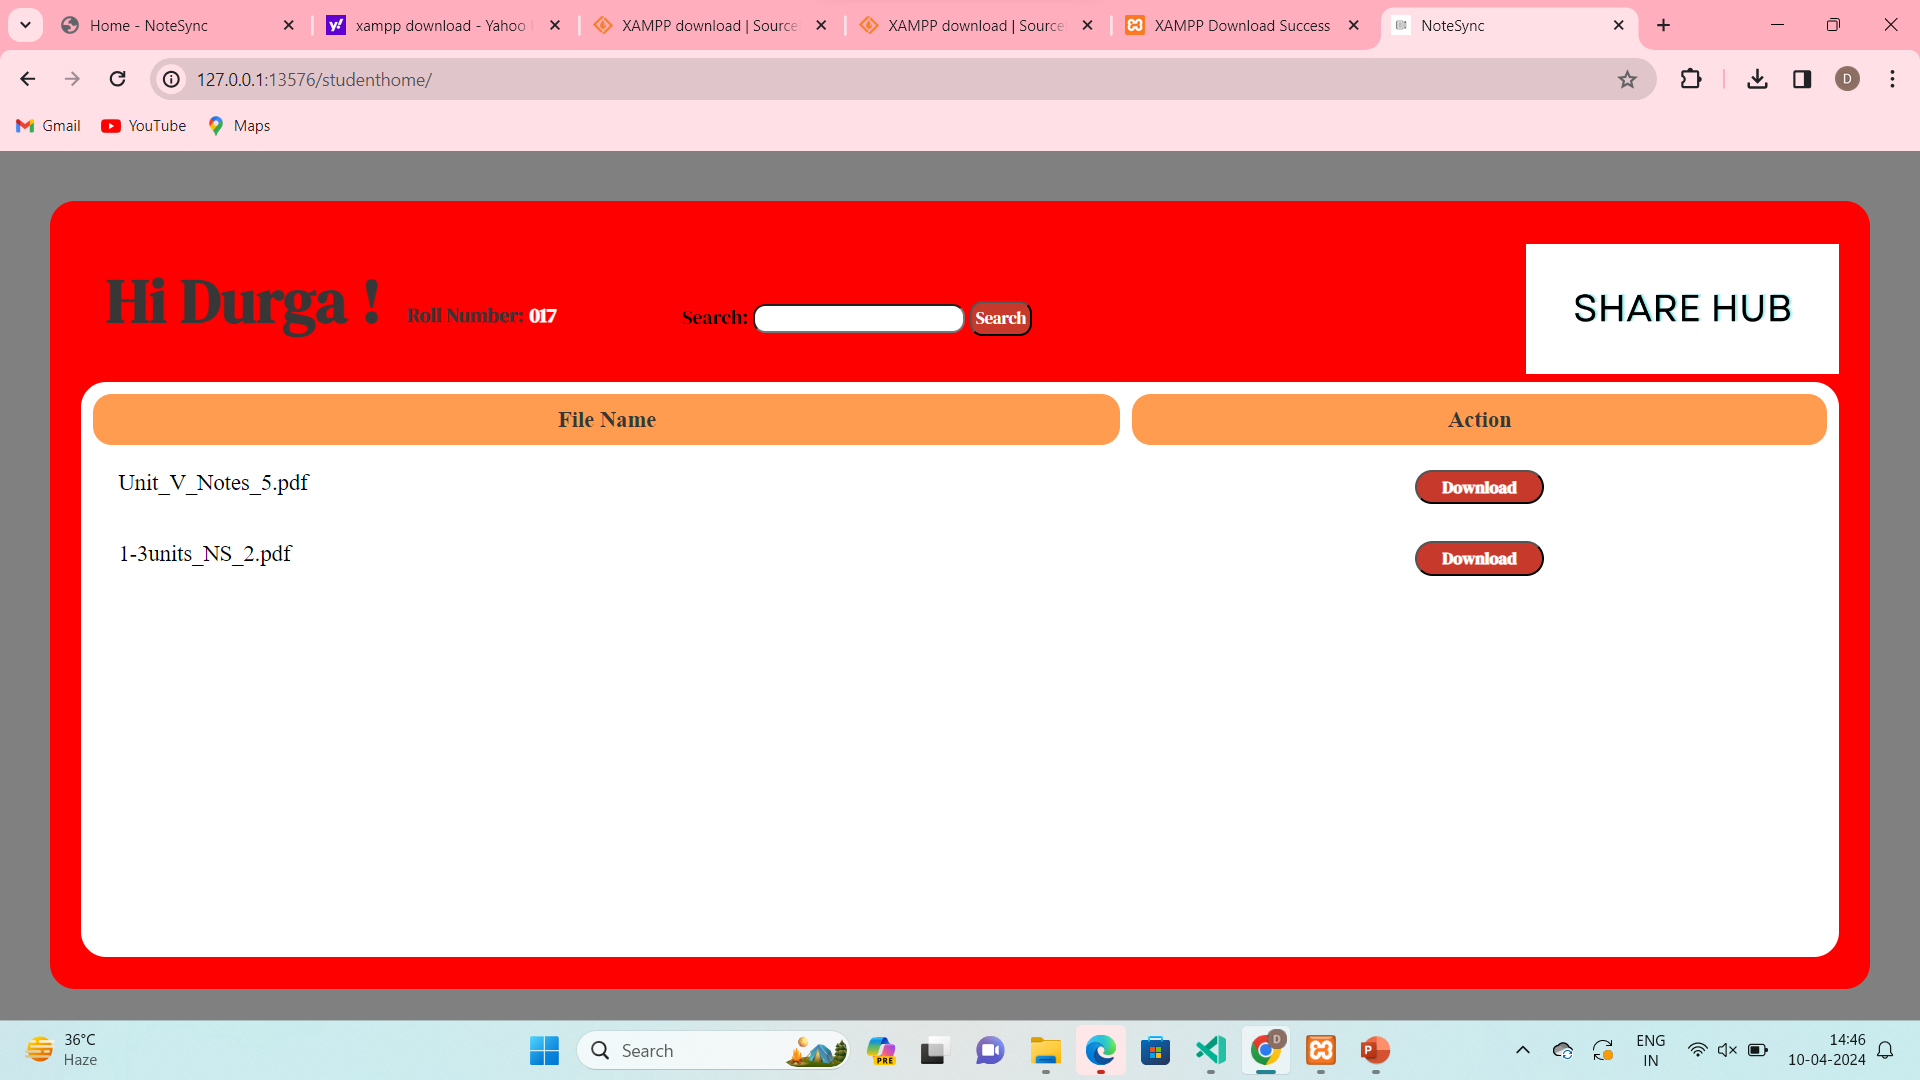 Home - NoteSync
xampp download - Yahoo
XAMPP download | Source
XAMPP download | Source
XAMPP Download Success
NoteSync
127.0.0.1:13576/studenthome/
D
Gmail
YouTube
Maps
Hi Durga !
Roll Number: 017
Search:
Search
SHARE HUB
File Name
Action
Unit_V_Notes_5.pdf
Download
1-3units_NS_2.pdf
Download
36°C
Haze
Search
PRE
D
ENG
IN
14:46
10-04-2024